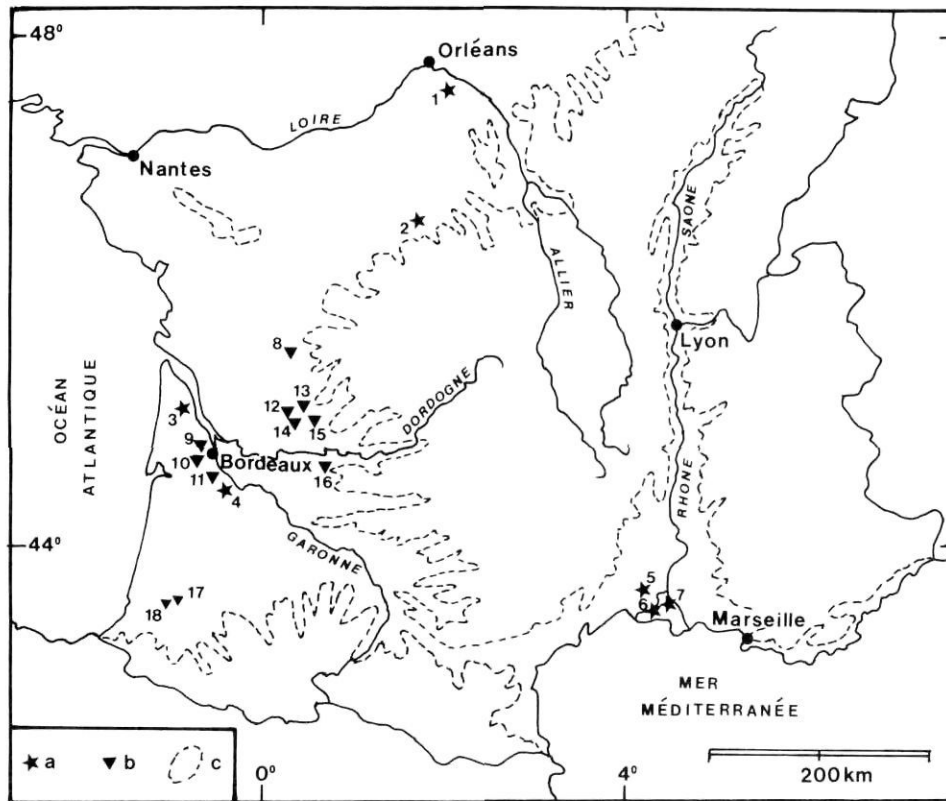 48°
Orléans
1
LOIRE
Nantes
2
SAONE
ALLIER
8
Lyon
OCÉAN
ATLANTIQUE
13
12
14
15
DORDOGNE
3
9
10
Bordeaux
16
11
4
RHONE
44°
GARONNE
5
6
7
17
18
Marseille
MER
MÉDITERRANÉE
a
b
c
0°
4°
200 km